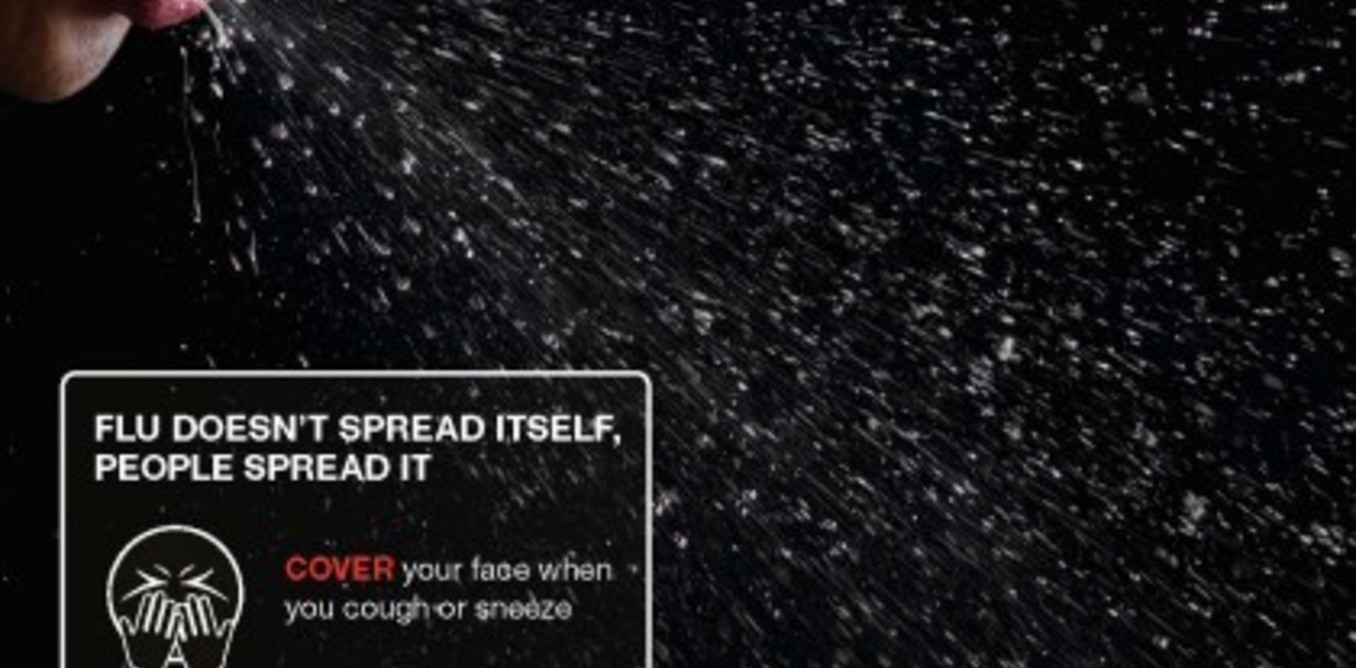 FLU DOESN'T SPREAD ITSELF,
PEOPLE SPREAD IT
COVER your face when
you cough or sneeze